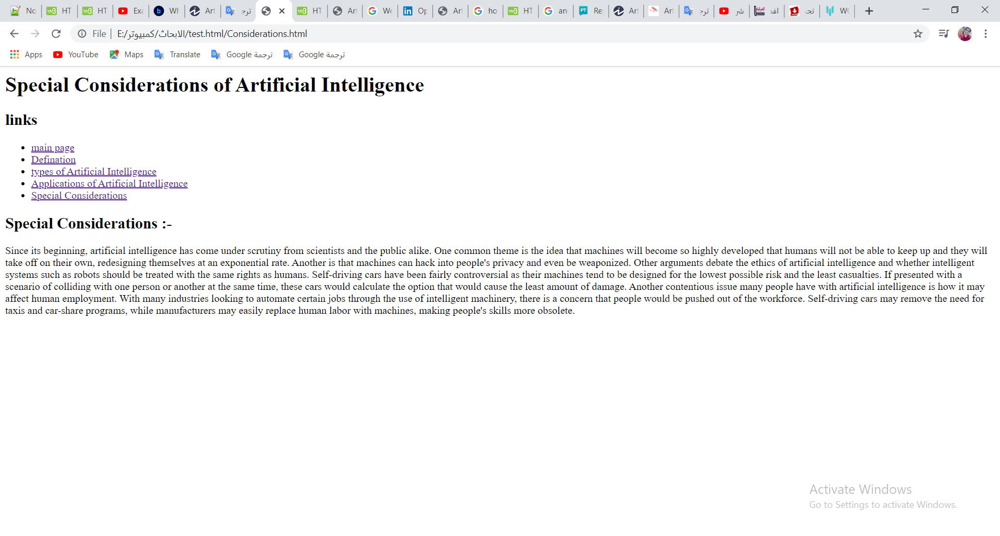 No HT HT Exa Wh Art ترج HT Art We Op Art ho HT an Re Art Art ترج شر افد تحد WO
File | E:/كمبيوتر/الابحاث/test.html/Considerations.html
Apps YouTube Maps Translate ترجمة Google ترجمة Google
Special Considerations of Artificial Intelligence
links
main page
Defination
types of Artificial Intelligence
Applications of Artificial Intelligence
Special Considerations
Special Considerations :-
Since its beginning, artificial intelligence has come under scrutiny from scientists and the public alike. One common theme is the idea that machines will become so highly developed that humans will not be able to keep up and they will
take off on their own, redesigning themselves at an exponential rate. Another is that machines can hack into people's privacy and even be weaponized. Other arguments debate the ethics of artificial intelligence and whether intelligent
systems such as robots should be treated with the same rights as humans. Self-driving cars have been fairly controversial as their machines tend to be designed for the lowest possible risk and the least casualties. If presented with a
scenario of colliding with one person or another at the same time, these cars would calculate the option that would cause the least amount of damage. Another contentious issue many people have with artificial intelligence is how it may
affect human employment. With many industries looking to automate certain jobs through the use of intelligent machinery, there is a concern that people would be pushed out of the workforce. Self-driving cars may remove the need for
taxis and car-share programs, while manufacturers may easily replace human labor with machines, making people's skills more obsolete.
Activate Windows
Go to Settings to activate Windows.